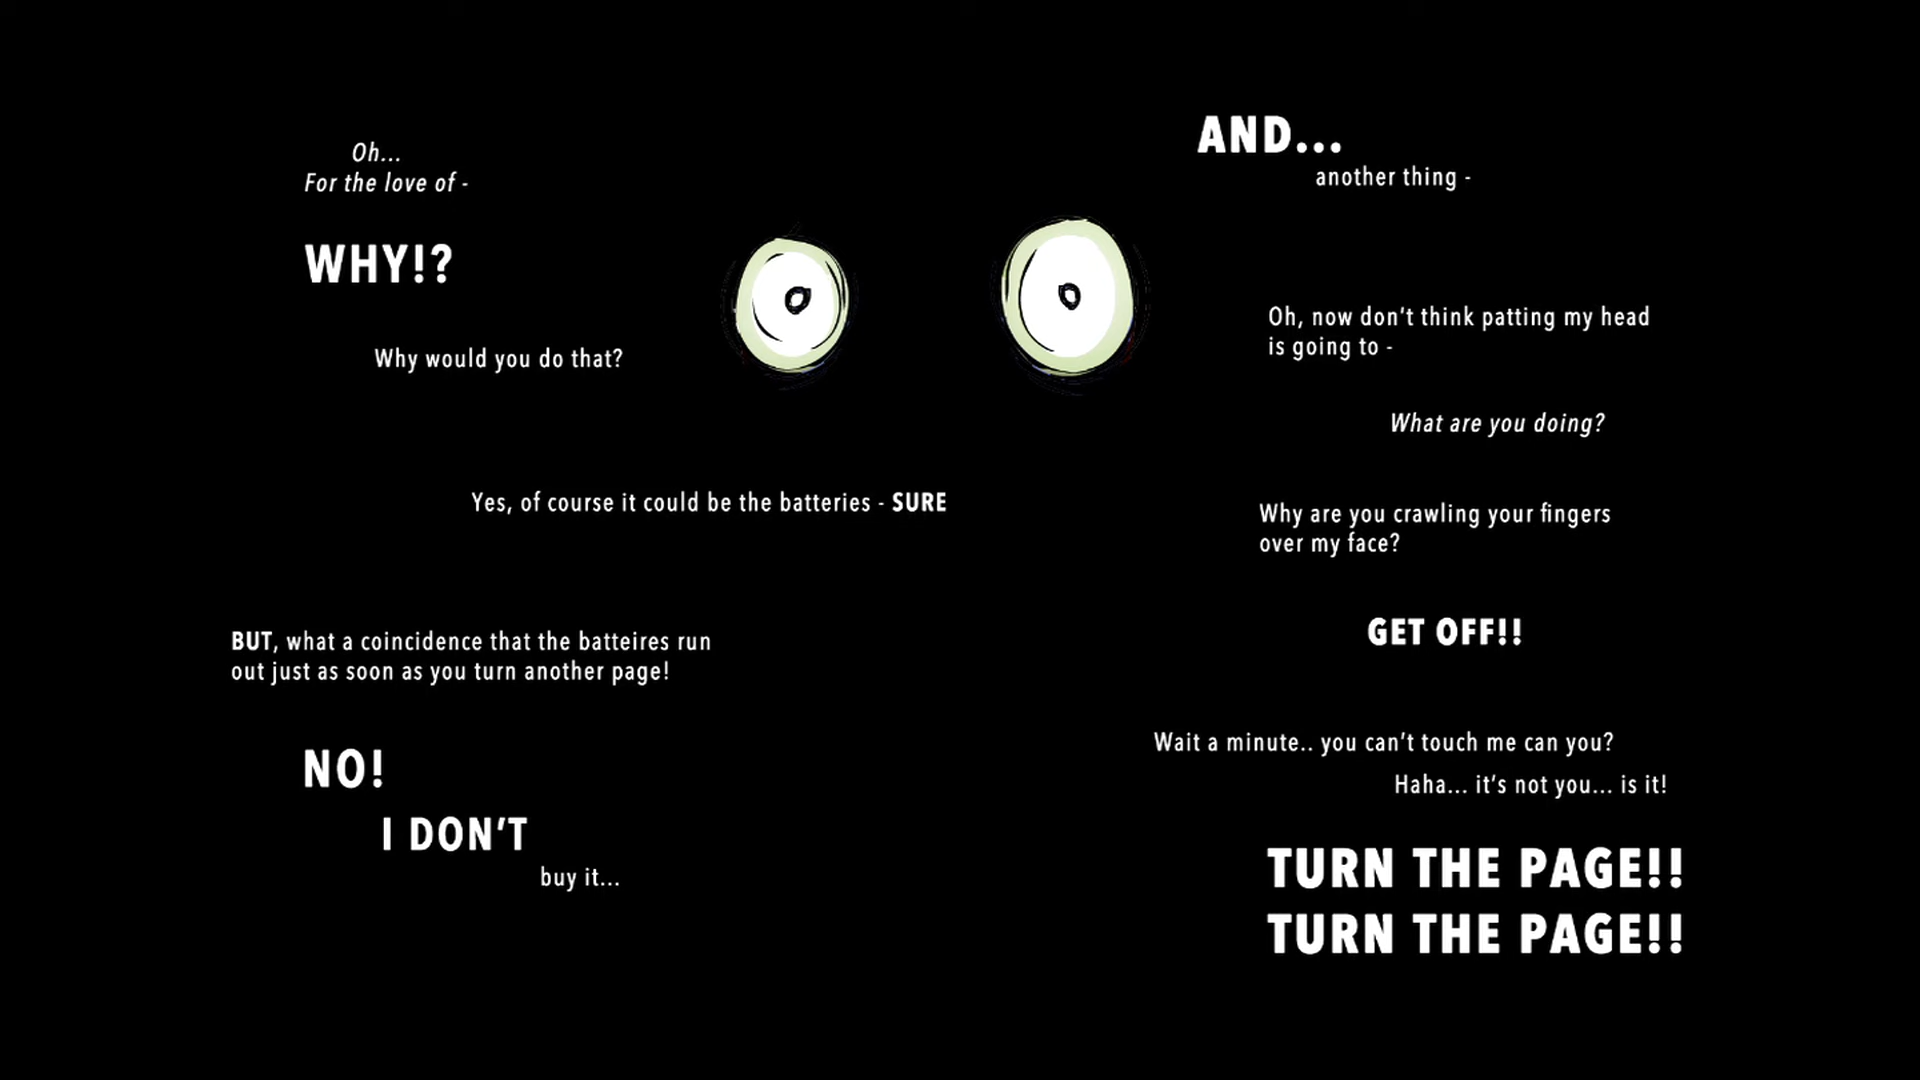 Oh...
For the love of -
WHY!?
Why would you do that?
Yes, of course it could be the batteries - SURE
BUT, what a coincidence that the batteires run
out just as soon as you turn another page!
NO!
I DON'T
buy it...
AND...
another thing -
Oh, now don't think patting my head
is going to -
What are you doing?
Why are you crawling your fingers
over my face?
GET OFF!!
Wait a minute.. you can't touch me can you?
Haha... it's not you... is it!
TURN THE PAGE!!
TURN THE PAGE!!